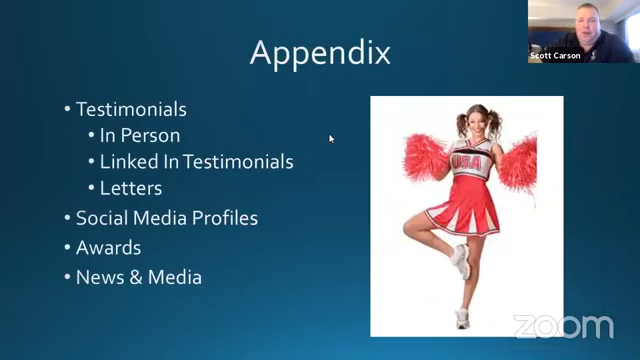 Appendix
Scott Carson
• Testimonials
• In Person
• Linked In Testimonials
• Letters
• Social Media Profiles
• Awards
• News & Media
USA
zoom